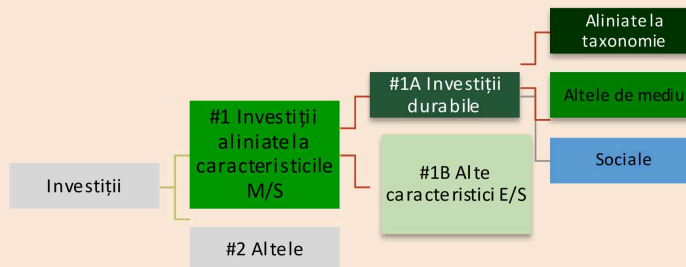 Investiții
#1 Investiții
aliniate la
caracteristicile
M/S
#2 Altele
#1A Investiții
durabile
#1B Alte
caracteristici E/S
Aliniate la
taxonomie
Altele de mediu
Sociale